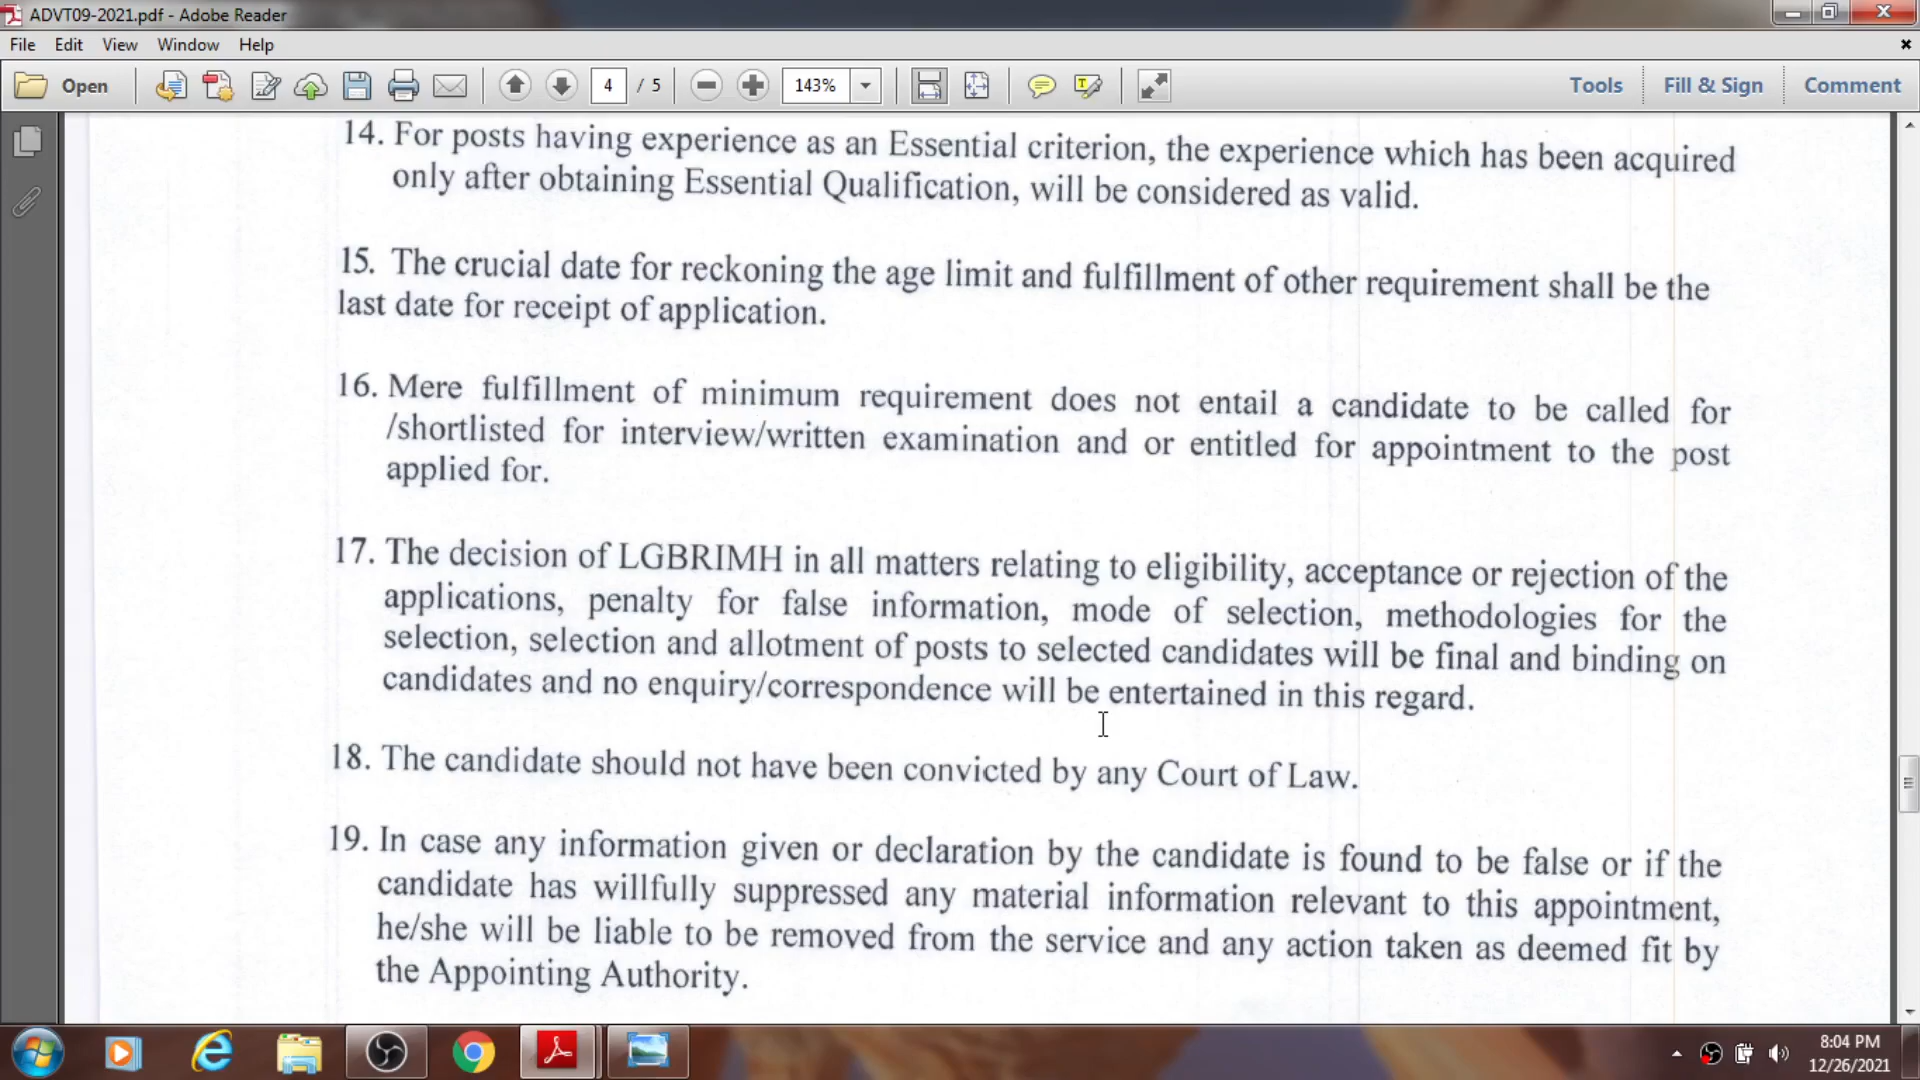 ADVT09-2021.pdf - Adobe Reader
File Edit View Window Help
Open 4 / 5 143% Tools Fill & Sign Comment
14. For posts having experience as an Essential criterion, the experience which has been acquired
only after obtaining Essential Qualification, will be considered as valid.
15. The crucial date for reckoning the age limit and fulfillment of other requirement shall be the
last date for receipt of application.
16. Mere fulfillment of minimum requirement does not entail a candidate to be called for
/shortlisted for interview/written examination and or entitled for appointment to the post
applied for.
17. The decision of LGBRIMH in all matters relating to eligibility, acceptance or rejection of the
applications, penalty for false information, mode of selection, methodologies for the
selection, selection and allotment of posts to selected candidates will be final and binding on
candidates and no enquiry/correspondence will be entertained in this regard.
18. The candidate should not have been convicted by any Court of Law.
19. In case any information given or declaration by the candidate is found to be false or if the
candidate has willfully suppressed any material information relevant to this appointment,
he/she will be liable to be removed from the service and any action taken as deemed fit by
the Appointing Authority.
8:04 PM
12/26/2021